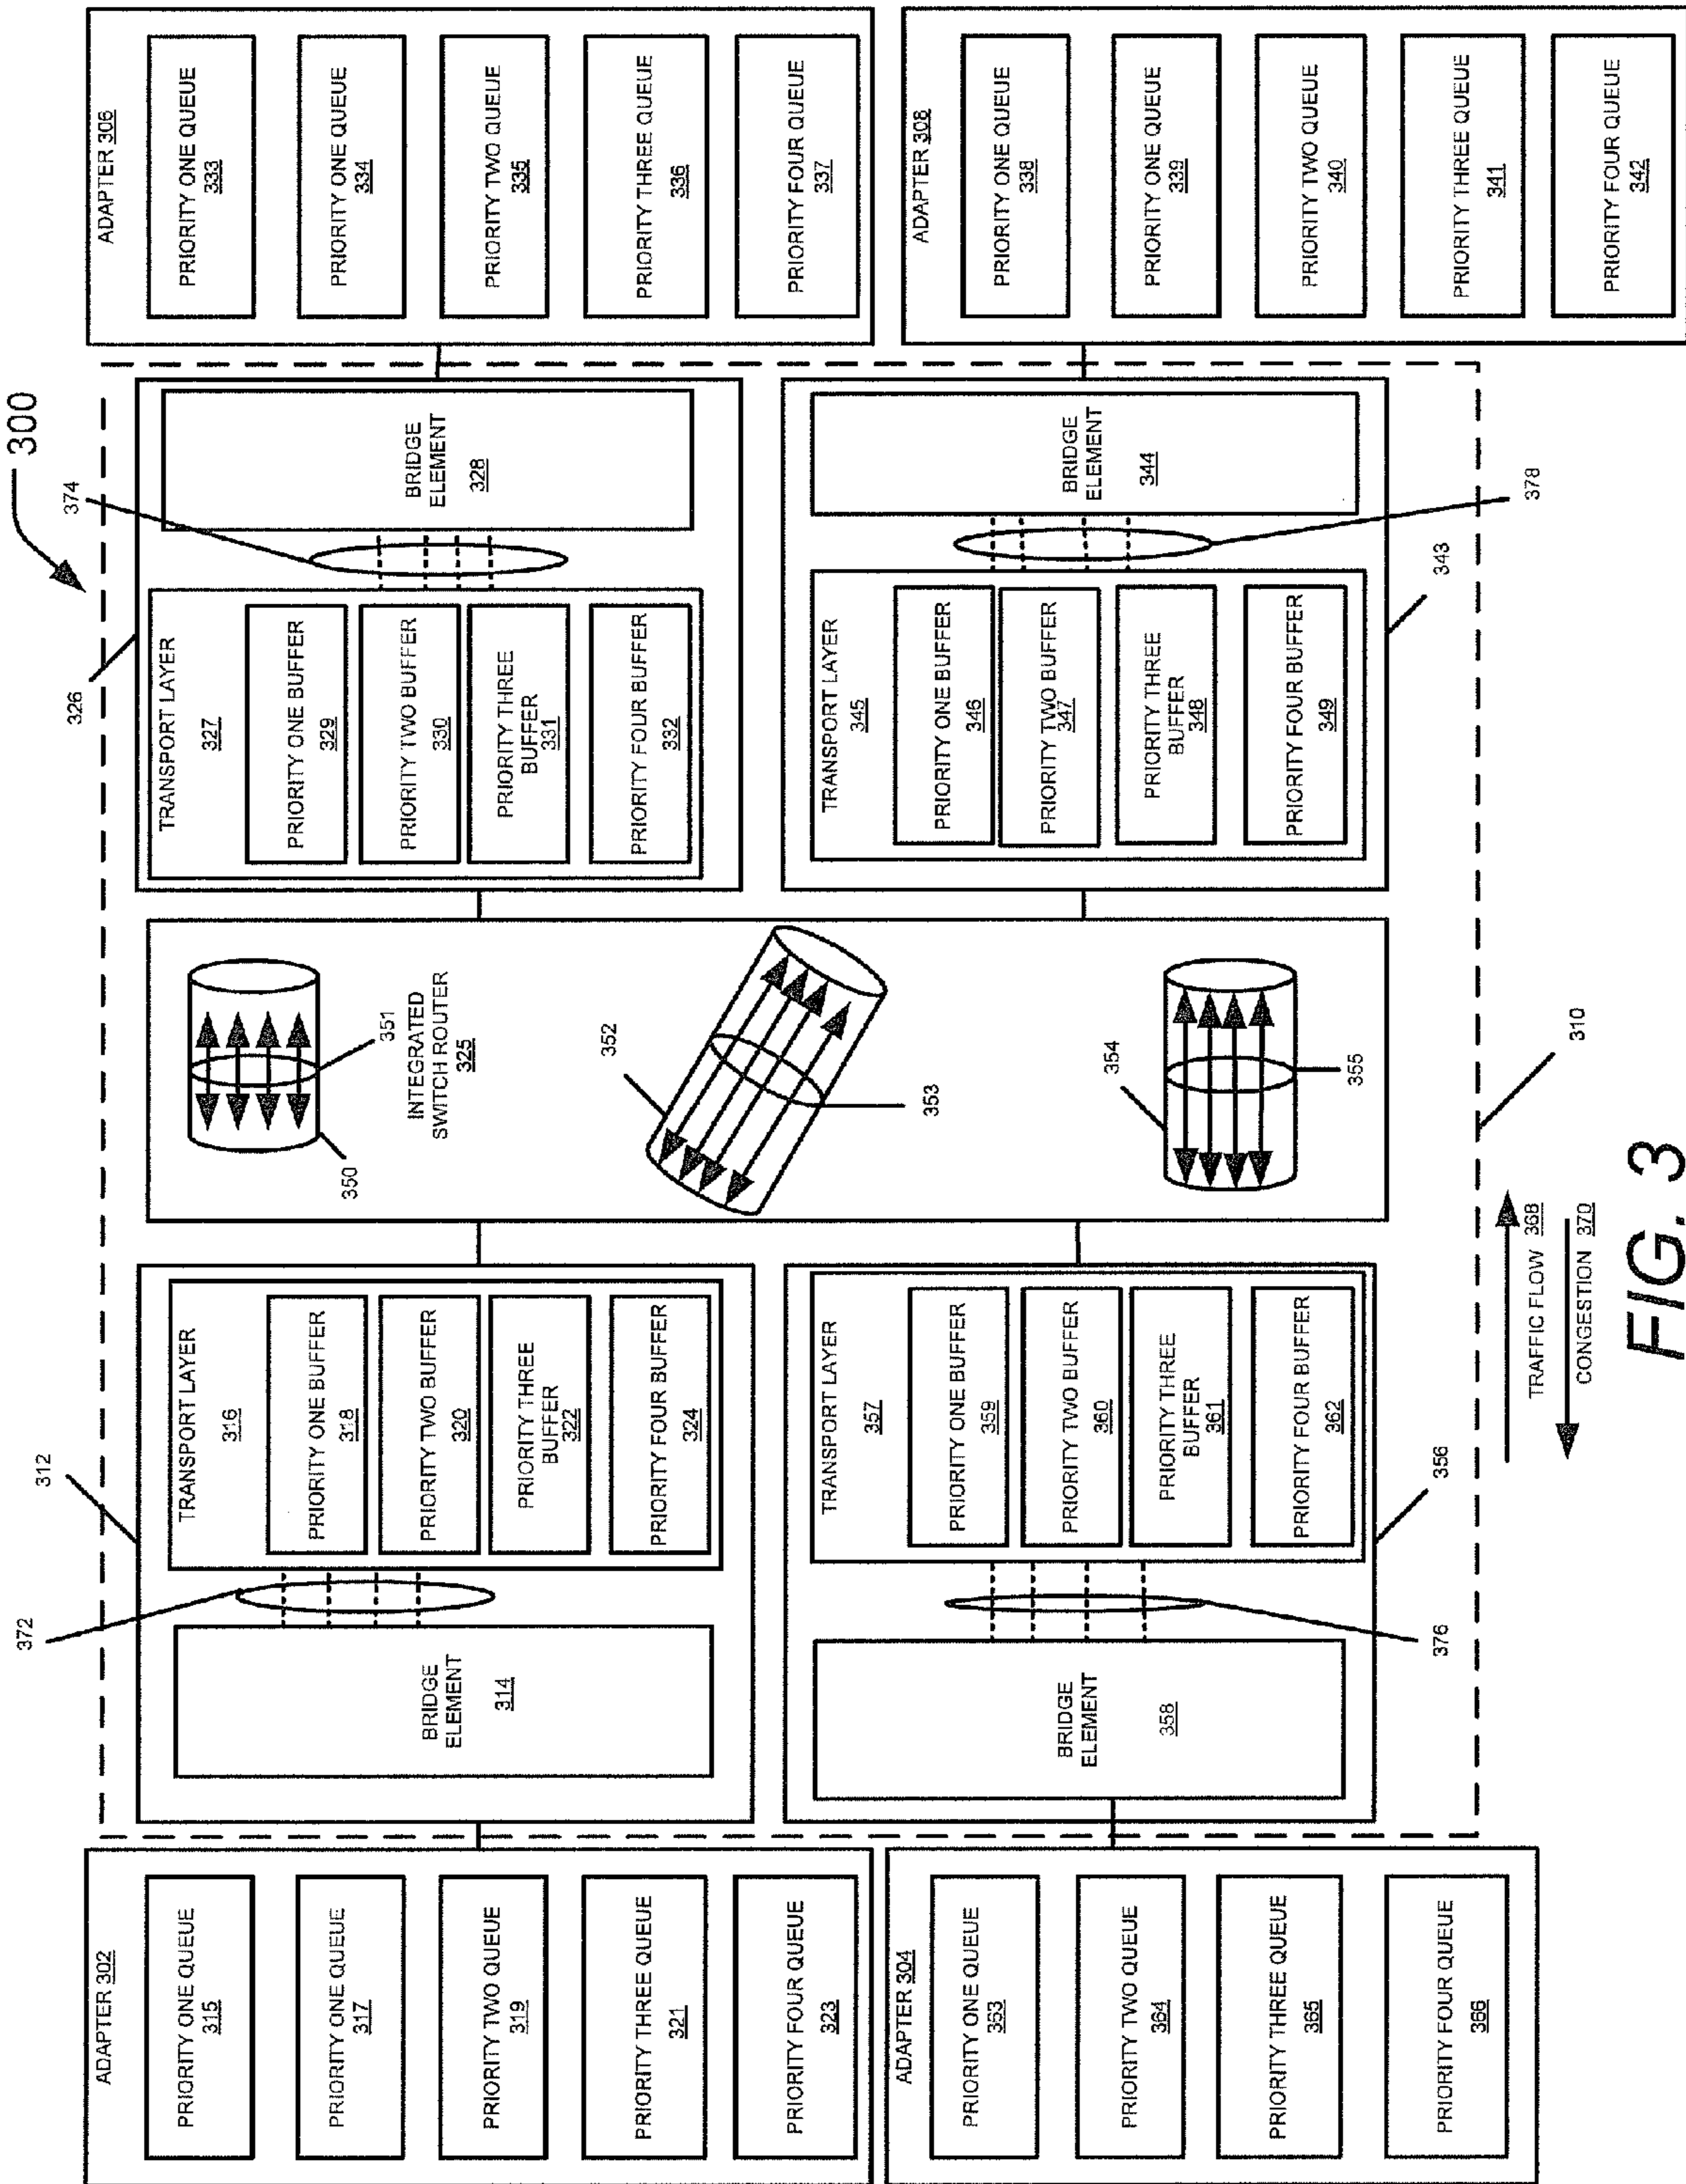 300
ADAPTER 302
PRIORITY ONE QUEUE
315
PRIORITY ONE QUEUE
317
PRIORITY TWO QUEUE
319
PRIORITY THREE QUEUE
321
PRIORITY FOUR QUEUE
323
372
312
BRIDGE
ELEMENT
314
TRANSPORT LAYER
316
PRIORITY ONE BUFFER
318
PRIORITY TWO BUFFER
320
PRIORITY THREE
BUFFER
322
PRIORITY FOUR BUFFER
324
350
351
INTEGRATED
SWITCH ROUTER
325
352
353
354
355
326
374
TRANSPORT LAYER
327
PRIORITY ONE BUFFER
329
PRIORITY TWO BUFFER
330
PRIORITY THREE
BUFFER
331
PRIORITY FOUR BUFFER
332
BRIDGE
ELEMENT
328
ADAPTER 306
PRIORITY ONE QUEUE
333
PRIORITY ONE QUEUE
334
PRIORITY TWO QUEUE
335
PRIORITY THREE QUEUE
336
PRIORITY FOUR QUEUE
337
ADAPTER 304
PRIORITY ONE QUEUE
363
PRIORITY TWO QUEUE
364
PRIORITY THREE QUEUE
365
PRIORITY FOUR QUEUE
366
BRIDGE
ELEMENT
358
376
TRANSPORT LAYER
357
PRIORITY ONE BUFFER
359
PRIORITY TWO BUFFER
360
PRIORITY THREE
BUFFER
361
PRIORITY FOUR BUFFER
362
356
TRANSPORT LAYER
345
PRIORITY ONE BUFFER
346
PRIORITY TWO BUFFER
347
PRIORITY THREE
BUFFER
348
PRIORITY FOUR BUFFER
349
343
BRIDGE
ELEMENT
344
378
ADAPTER 308
PRIORITY ONE QUEUE
338
PRIORITY ONE QUEUE
339
PRIORITY TWO QUEUE
340
PRIORITY THREE QUEUE
341
PRIORITY FOUR QUEUE
342
310
TRAFFIC FLOW 368
CONGESTION 370
FIG. 3